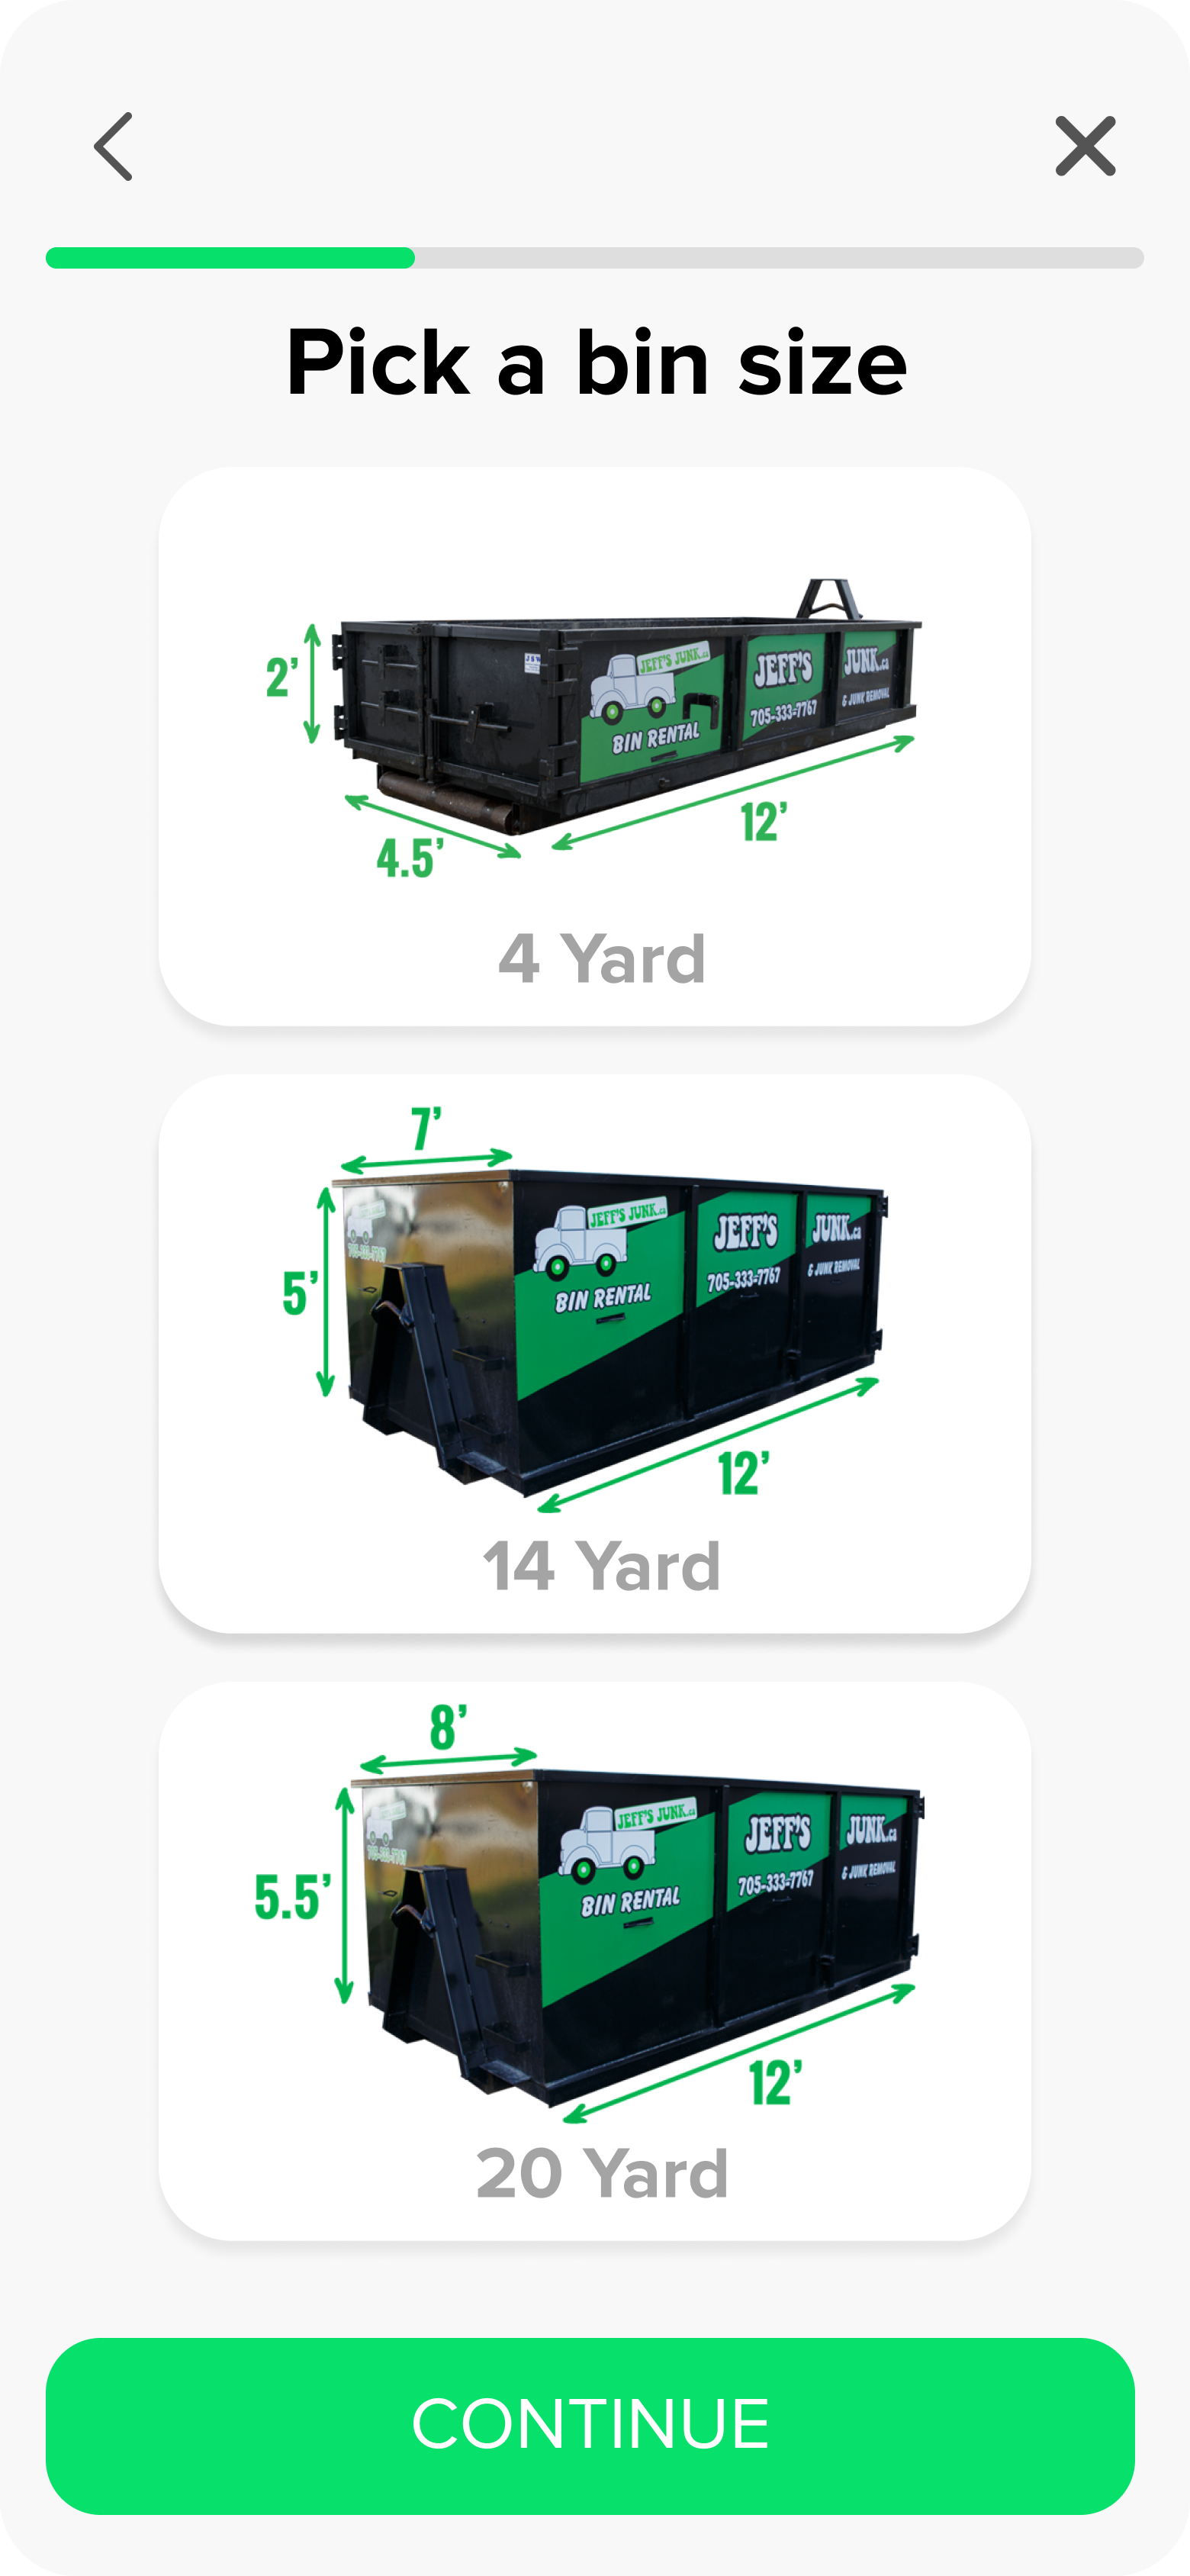 Pick a bin size
2’
JEFF'S JUNK.ca
BIN RENTAL
JEFF'S
705-333-7767
JUNK.ca
& JUNK REMOVAL
12’
4.5’
4 Yard
7’
5’
JEFF'S JUNK.ca
BIN RENTAL
JEFF'S
705-333-7767
JUNK.ca
& JUNK REMOVAL
12’
14 Yard
8’
5.5’
JEFF'S JUNK.ca
BIN RENTAL
JEFF'S
705-333-7767
JUNK.ca
& JUNK REMOVAL
12’
20 Yard
CONTINUE